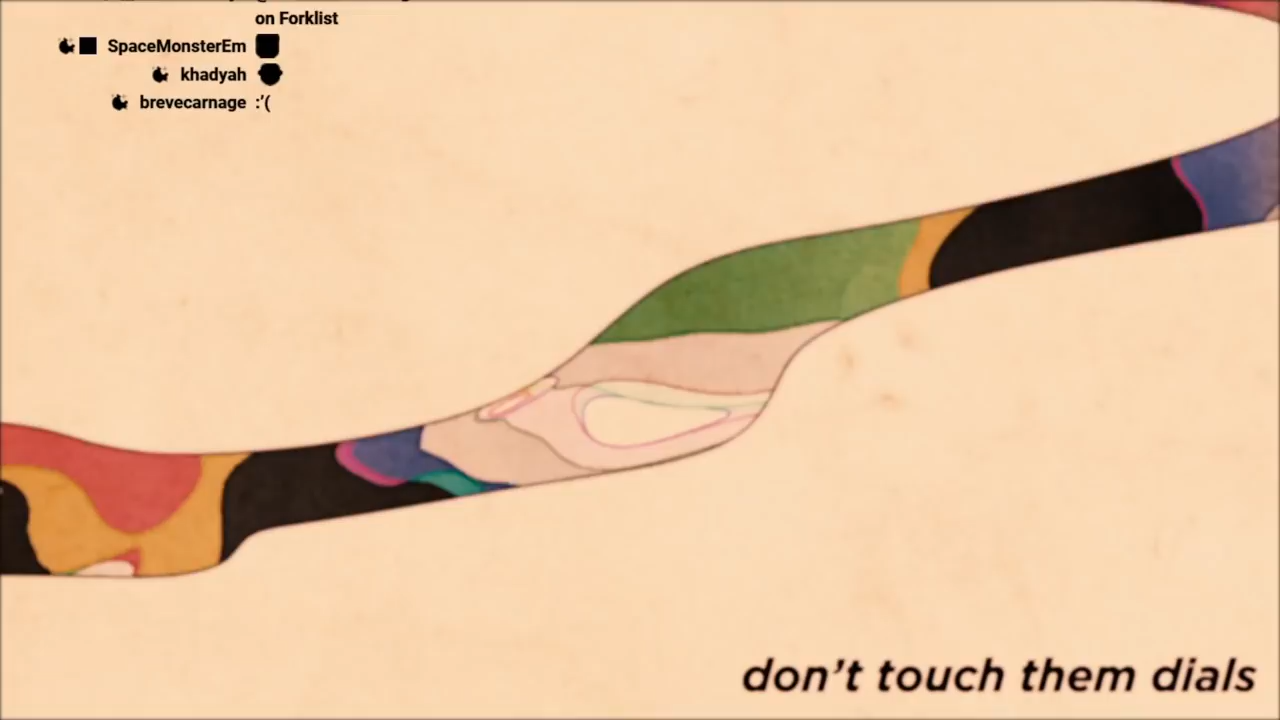 on Forklist
SpaceMonsterEm
khadyah
brevecarnage :'(
don't touch them dials